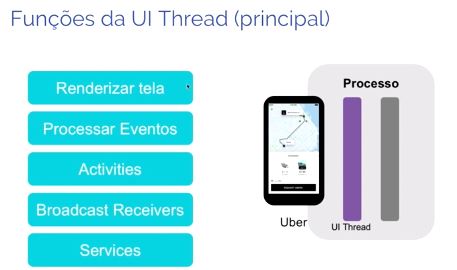 Funções da UI Thread (principal)
Renderizar tela
Processar Eventos
Activities
Broadcast Receivers
Services
Processo
Uber
UI Thread